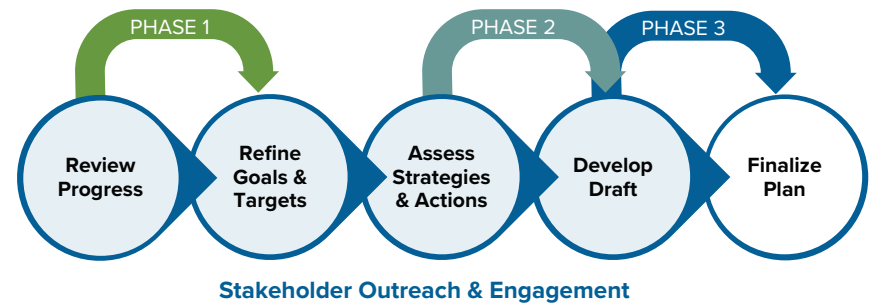 PHASE 1
PHASE 2
PHASE 3
Review
Progress
Refine
Goals &
Targets
Assess
Strategies
& Actions
Develop
Draft
Finalize
Plan
Stakeholder Outreach & Engagement